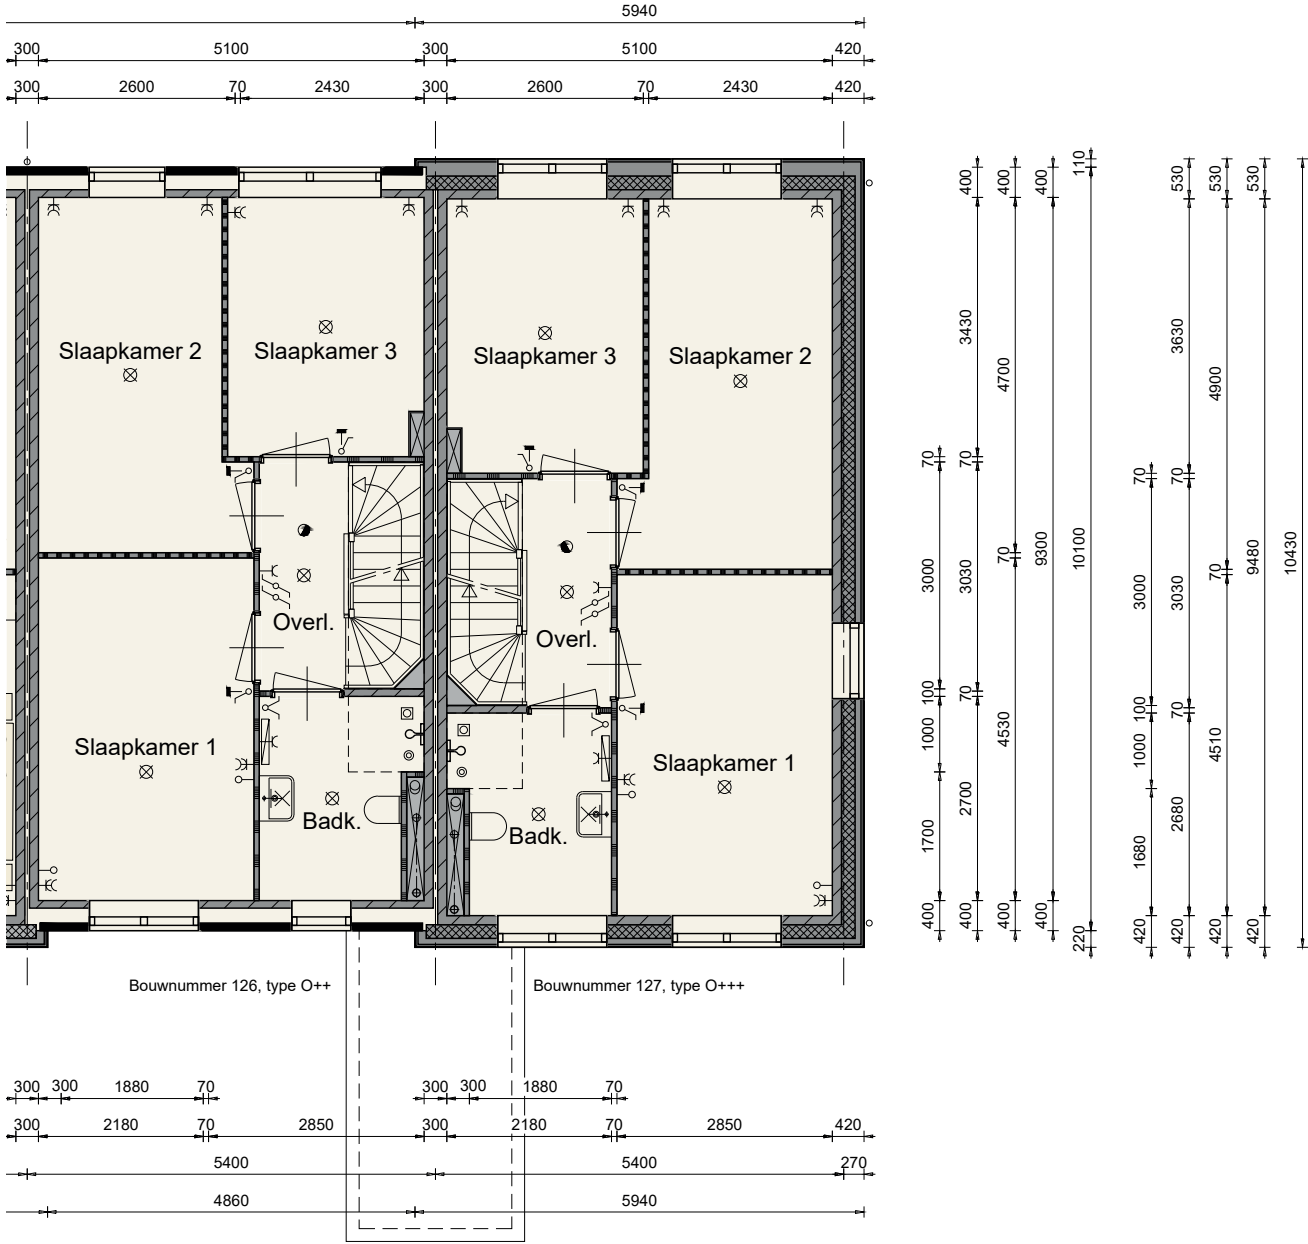 5940
300 5100 300 5100 420
300 2600 70 2430 300 2600 70 2430 420
400 400 400 110 530 530 530
3430 3630
Slaapkamer 2 Slaapkamer 3 Slaapkamer 3 Slaapkamer 2
4700 4900
70 70 70 70
3000 3030 70 9300 10100 3000 3030 70 9480 10430
Overl. Overl.
100 70 100 70
1000 4530 1000 4510
Slaapkamer 1 Slaapkamer 1
2700 2680
Badk. Badk.
1700 1680
400 400 400 400 220 420 420 420 420
Bouwnummer 126, type O++ Bouwnummer 127, type O+++
300 300 1880 70 300 300 1880 70
300 2180 70 2850 300 2180 70 2850 420
5400 5400 270
4860 5940